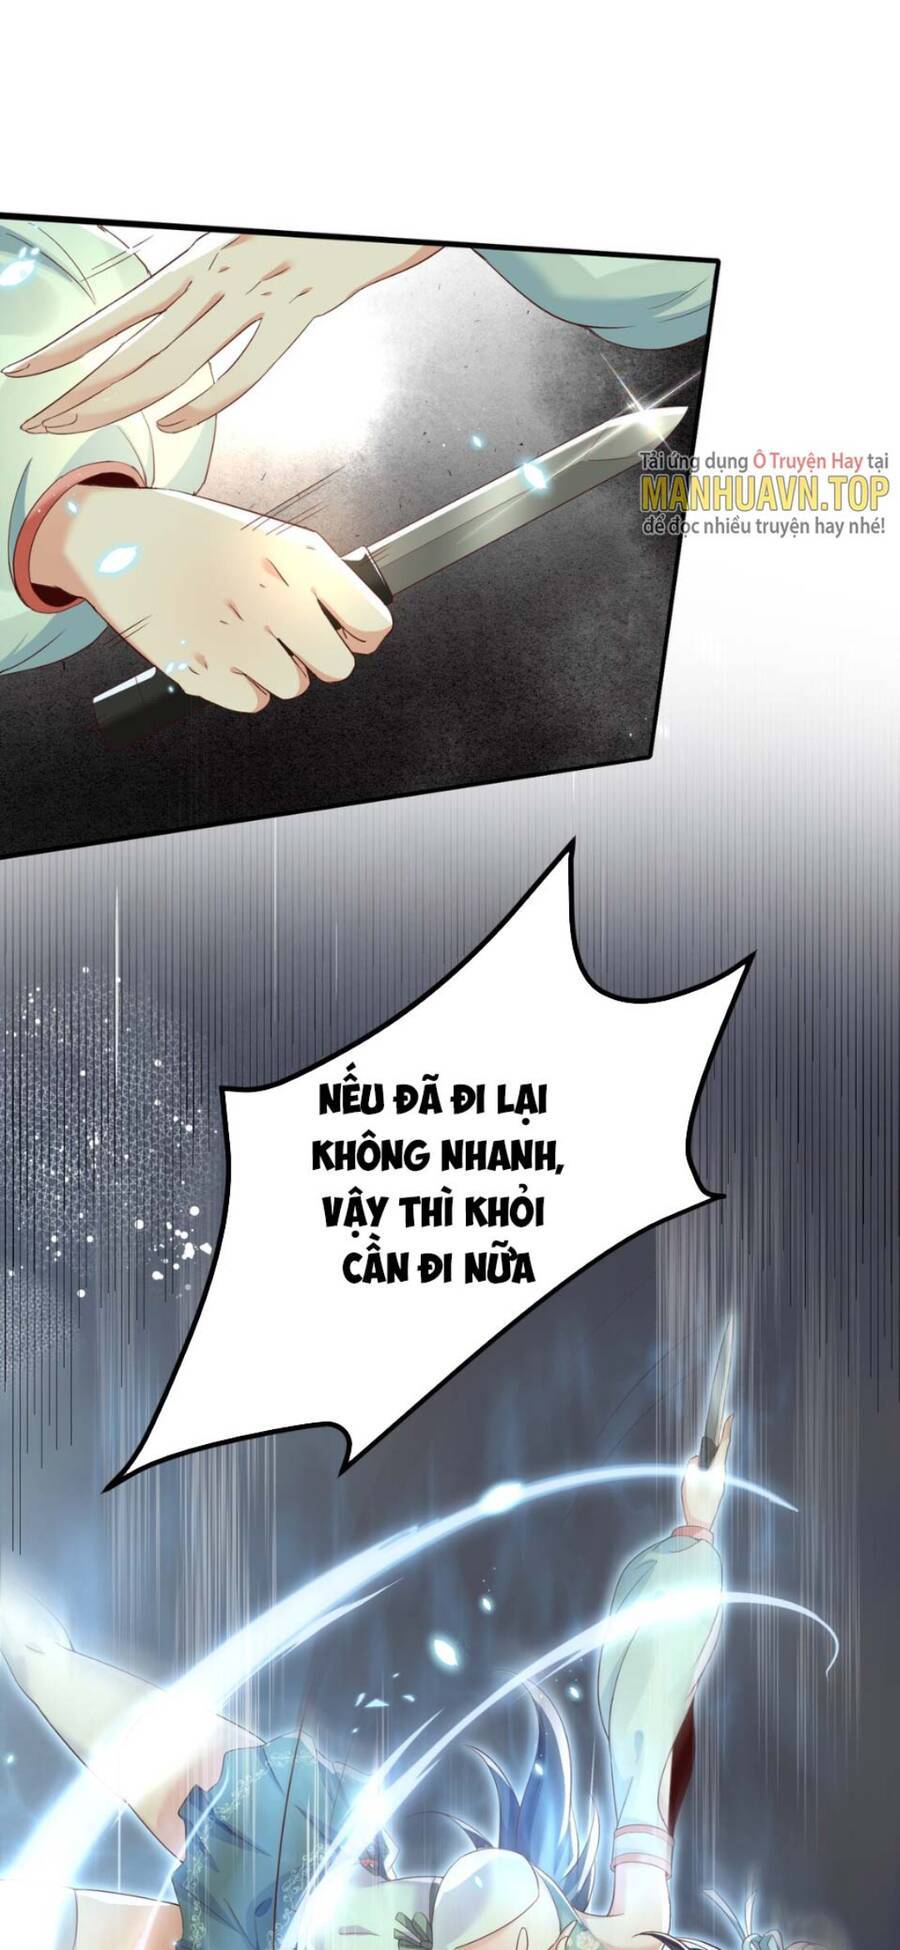 Tải ứng dụng Ô Truyện Hay tại
MANHUAVN.TOP
để đọc nhiều truyện hay nhé!
NẾU ĐÃ ĐI LẠI
KHÔNG NHANH,
VẬY THÌ KHỎI
CẦN ĐI NỮA